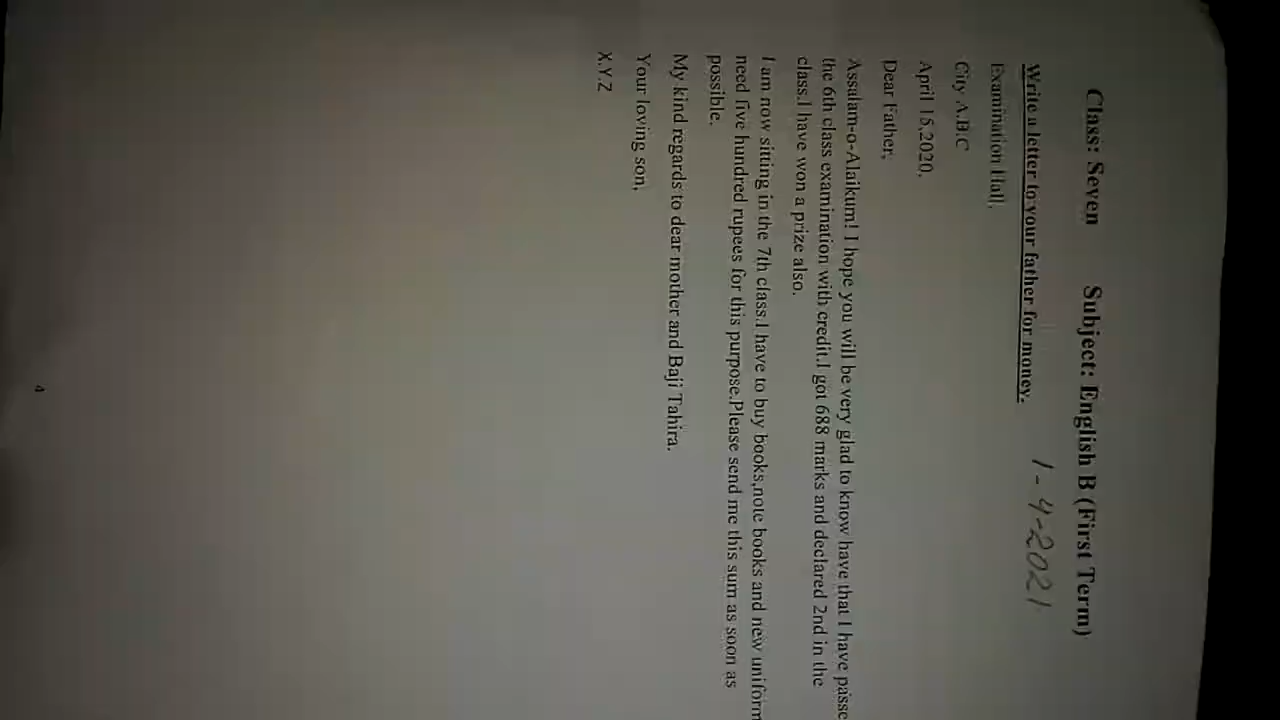 Class: Seven Subject: English B (First Term)
Write a letter to your father for money. 1-4-2021
Examination Hall,
City A.B.C
April 15,2020.
Dear Father,
Assalam-o-Alaikum! I hope you will be very glad to know have that I have
the 6th class examination with credit.I got 688 marks and declared 2nd in the
class.I have won a prize also.
I am now sitting in the 7th class.I have to buy books,note books and new
need five hundred rupees for this purpose.Please send me this sum as soon as
possible.
My kind regards to dear mother and Baji Tahira.
Your loving son,
X.Y.Z
4